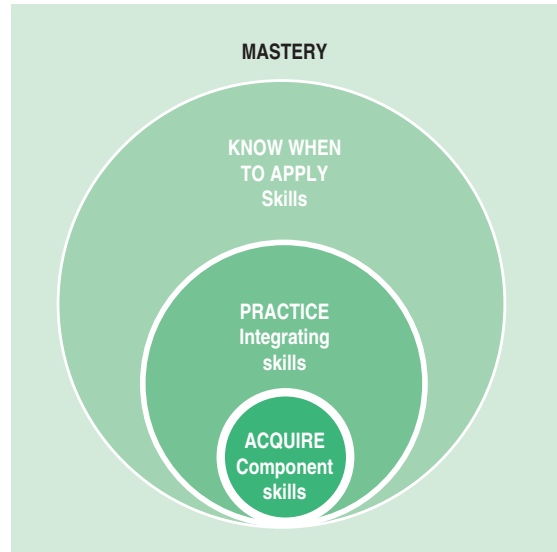 MASTERY
KNOW WHEN
TO APPLY
Skills
PRACTICE
Integrating
skills
ACQUIRE
Component
skills